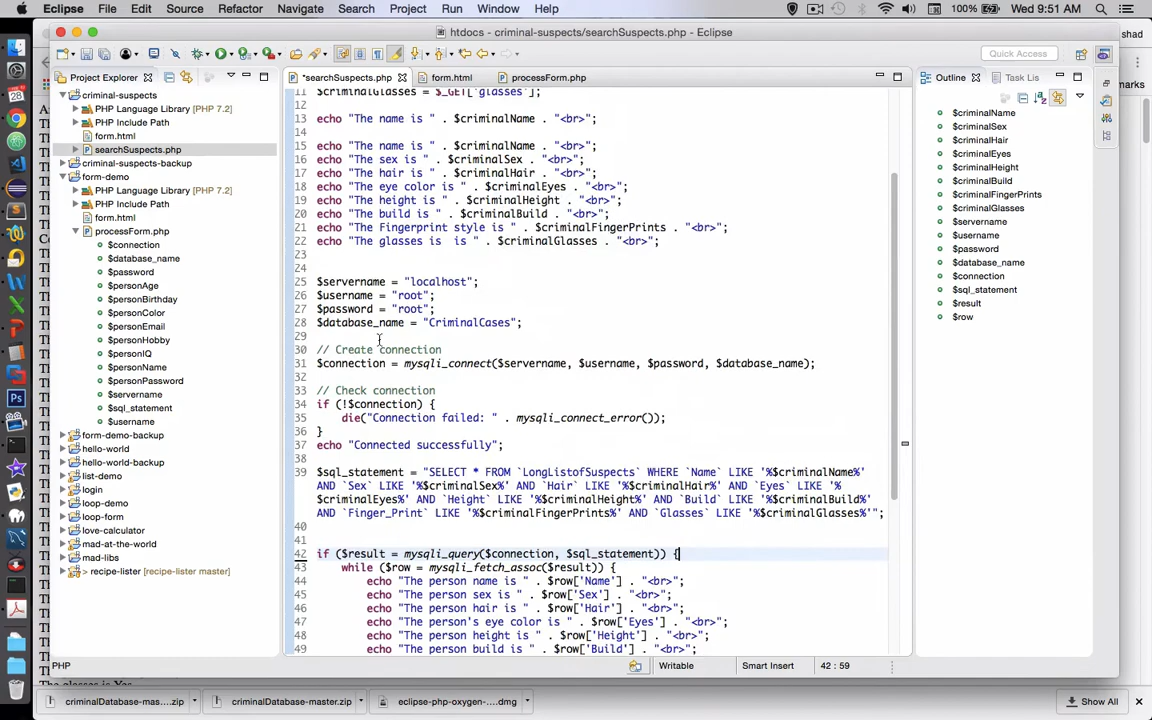 Eclipse File Edit Source Refactor Navigate Search Project Run Window Help 100% Wed 9:51 AM
htdocs - criminal-suspects/searchSuspects.php - Eclipse
shad
Quick Access
Project Explorer
*searchSuspects.php form.html processForm.php
Outline Task Lis
criminal-suspects
PHP Language Library [PHP 7.2]
PHP Include Path
form.html
searchSuspects.php
criminal-suspects-backup
form-demo
PHP Language Library [PHP 7.2]
PHP Include Path
form.html
processForm.php
$connection
$database_name
$password
$personAge
$personBirthday
$personColor
$personEmail
$personHobby
$personIQ
$personName
$personPassword
$servername
$sql_statement
$username
form-demo-backup
hello-world
hello-world-backup
list-demo
login
loop-demo
loop-form
love-calculator
mad-at-the-world
mad-libs
> recipe-lister [recipe-lister master]
11 $criminalGlasses = $_GET['glasses'];
12
13 echo "The name is " . $criminalName . "<br>";
14
15 echo "The name is " . $criminalName . "<br>";
16 echo "The sex is " . $criminalSex . "<br>";
17 echo "The hair is " . $criminalHair . "<br>";
18 echo "The eye color is " . $criminalEyes . "<br>";
19 echo "The height is " . $criminalHeight . "<br>";
20 echo "The build is " . $criminalBuild . "<br>";
21 echo "The Fingerprint style is " . $criminalFingerPrints . "<br>";
22 echo "The glasses is  is " . $criminalGlasses . "<br>";
23
24
25 $servername = "localhost";
26 $username = "root";
27 $password = "root";
28 $database_name = "CriminalCases";
29
30 // Create connection
31 $connection = mysqli_connect($servername, $username, $password, $database_name);
32
33 // Check connection
34 if (!$connection) {
35 die("Connection failed: " . mysqli_connect_error());
36 }
37 echo "Connected successfully";
38
39 $sql_statement = "SELECT * FROM `LongListofSuspects` WHERE `Name` LIKE '%$criminalName%'
AND `Sex` LIKE '%$criminalSex%' AND `Hair` LIKE '%$criminalHair%' AND `Eyes` LIKE '%
$criminalEyes%' AND `Height` LIKE '%$criminalHeight%' AND `Build` LIKE '%$criminalBuild%'
AND `Finger_Print` LIKE '%$criminalFingerPrints%' AND `Glasses` LIKE '%$criminalGlasses%'";
40
41
42 if ($result = mysqli_query($connection, $sql_statement)) {
43 while ($row = mysqli_fetch_assoc($result)) {
44 echo "The person name is " . $row['Name'] . "<br>";
45 echo "The person sex is " . $row['Sex'] . "<br>";
46 echo "The person hair is " . $row['Hair'] . "<br>";
47 echo "The person's eye color is " . $row['Eyes'] . "<br>";
48 echo "The person height is " . $row['Height'] . "<br>";
49 echo "The person build is " . $row['Build'] . "<br>";
$criminalName
$criminalSex
$criminalHair
$criminalEyes
$criminalHeight
$criminalBuild
$criminalFingerPrints
$criminalGlasses
$servername
$username
$password
$database_name
$connection
$sql_statement
$result
$row
PHP Writable Smart Insert 42 : 59
The glasses is Yes
criminalDatabase-mas....zip criminalDatabase-master.zip eclipse-php-oxygen-....dmg Show All